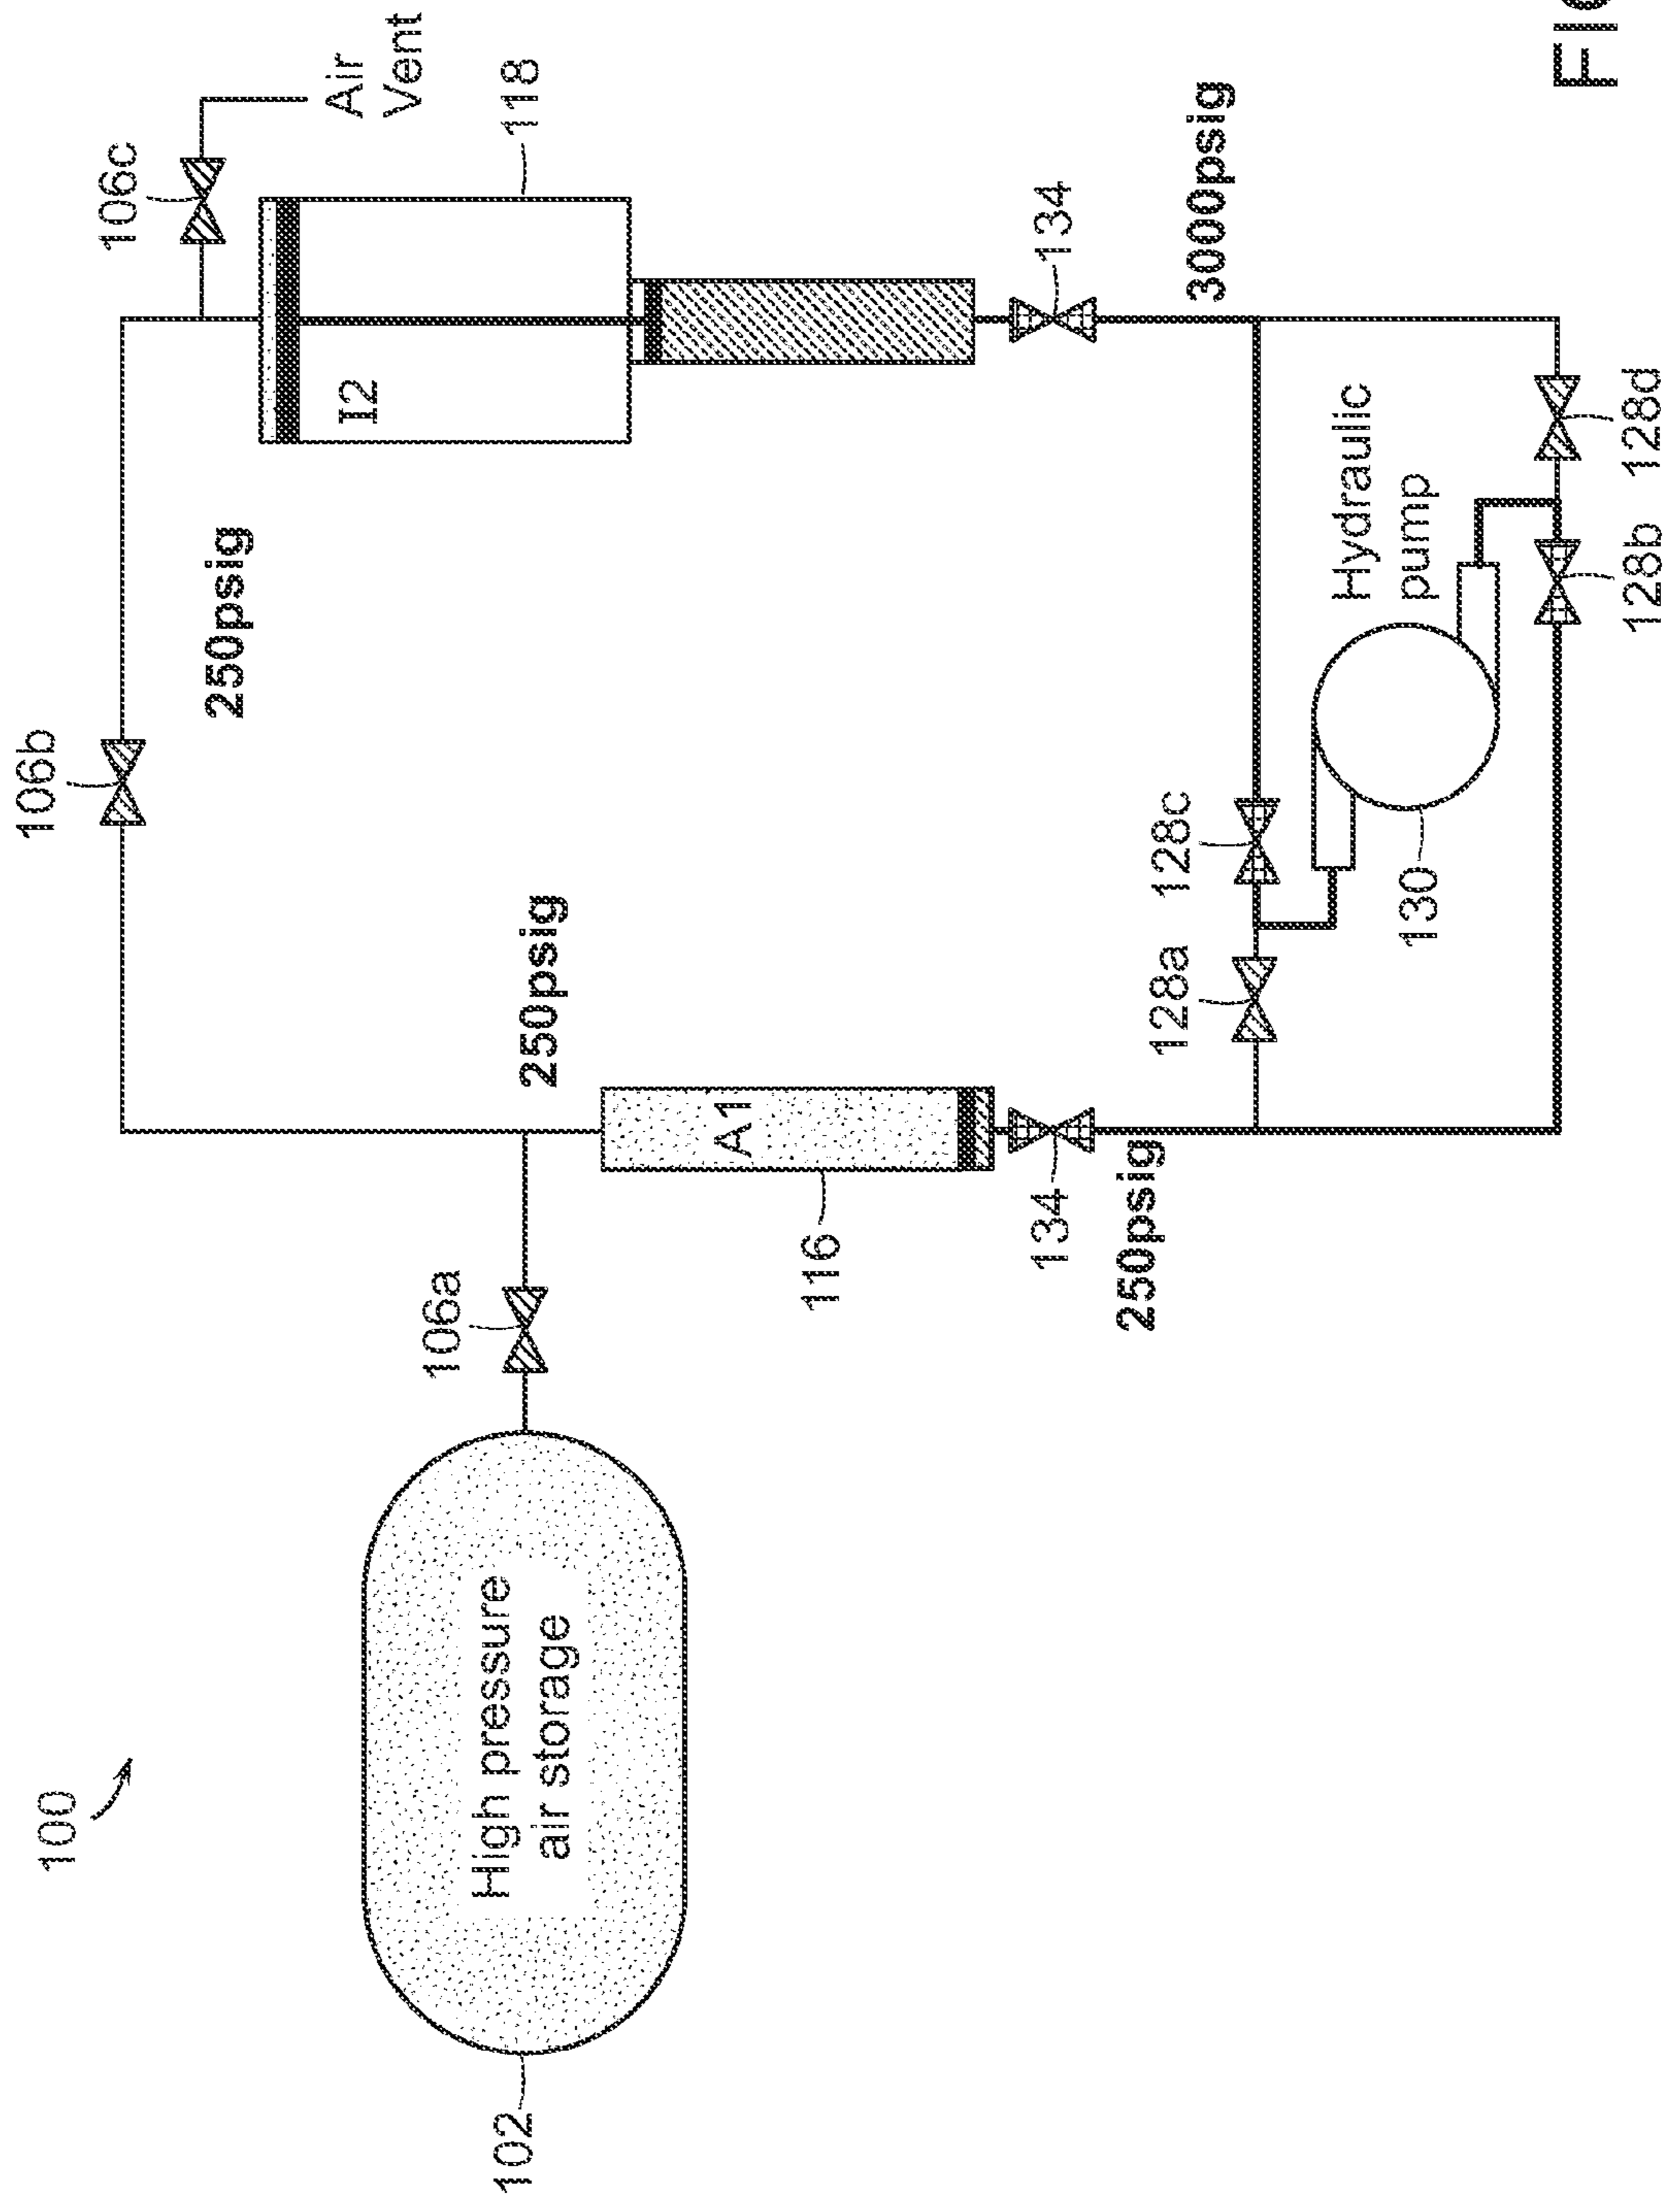 100
102
High pressure
air storage
106a
116
A1
250psig
134
250psig
106b
250psig
106c
Air
Vent
118
I2
134
3000psig
128a
128c
130
Hydraulic
pump
128b
128d